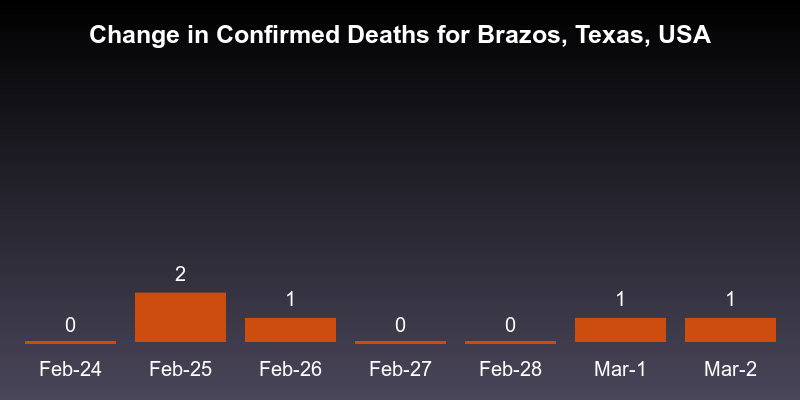 Change in Confirmed Deaths for Brazos, Texas, USA
0 2 1 0 0 1 1
Feb-24 Feb-25 Feb-26 Feb-27 Feb-28 Mar-1 Mar-2